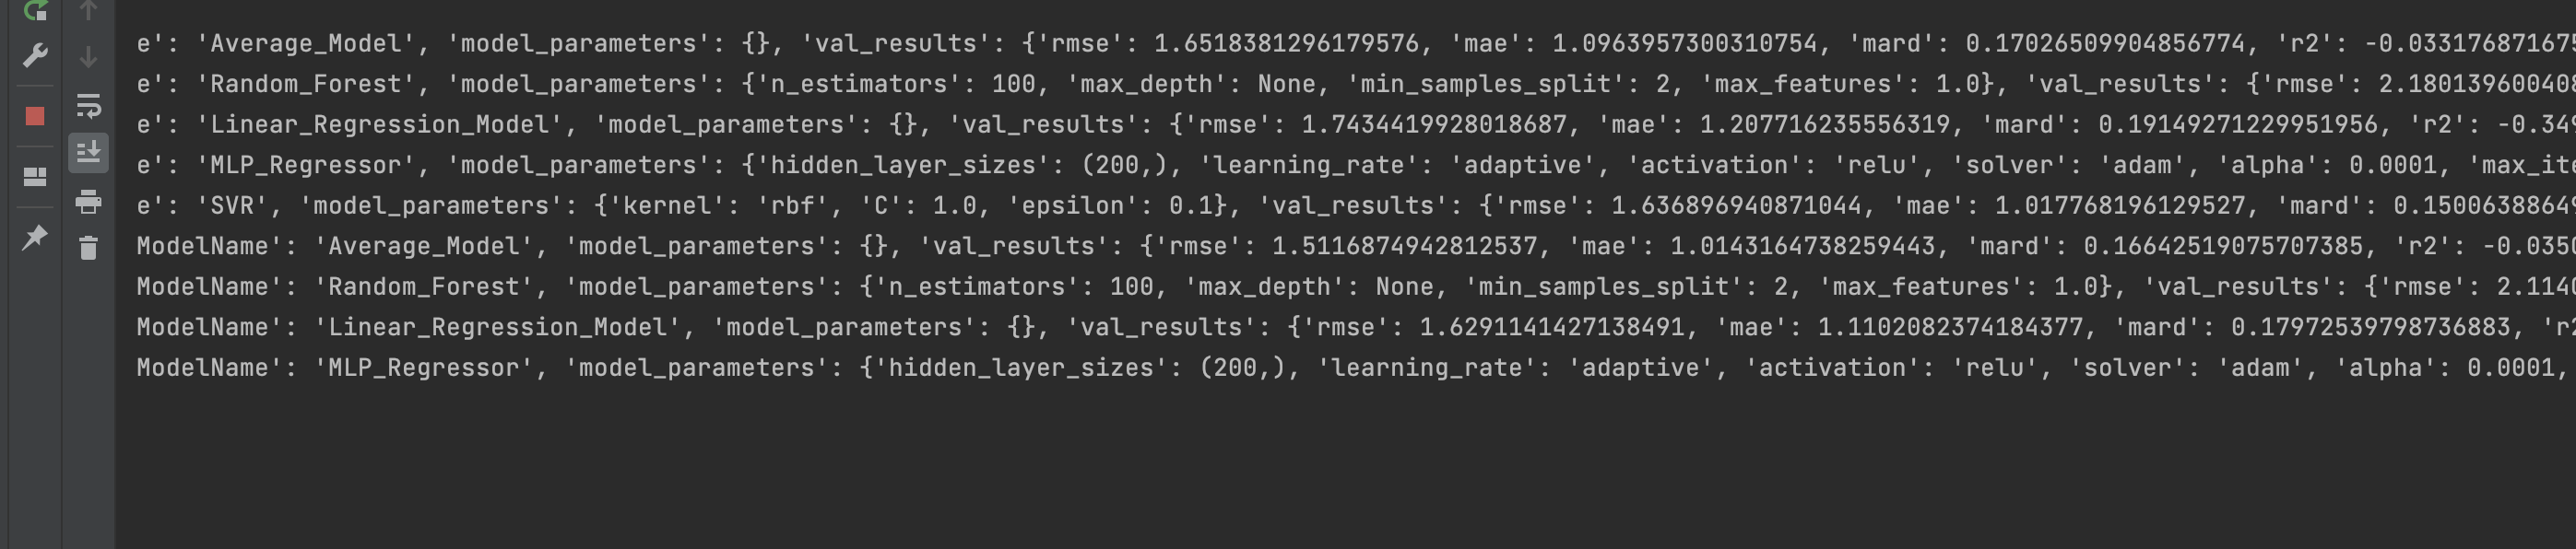 e': 'Average_Model', 'model_parameters': {}, 'val_results': {'rmse': 1.6518381296179576, 'mae': 1.0963957300310754, 'mard': 0.17026509904856774, 'r2': -0.033176871675
e': 'Random_Forest', 'model_parameters': {'n_estimators': 100, 'max_depth': None, 'min_samples_split': 2, 'max_features': 1.0}, 'val_results': {'rmse': 2.180139600408
e': 'Linear_Regression_Model', 'model_parameters': {}, 'val_results': {'rmse': 1.7434419928018687, 'mae': 1.207716235556319, 'mard': 0.19149271229951956, 'r2': -0.349
e': 'MLP_Regressor', 'model_parameters': {'hidden_layer_sizes': (200,), 'learning_rate': 'adaptive', 'activation': 'relu', 'solver': 'adam', 'alpha': 0.0001, 'max_ite
e': 'SVR', 'model_parameters': {'kernel': 'rbf', 'C': 1.0, 'epsilon': 0.1}, 'val_results': {'rmse': 1.636896940871044, 'mae': 1.017768196129527, 'mard': 0.15006388649
ModelName': 'Average_Model', 'model_parameters': {}, 'val_results': {'rmse': 1.5116874942812537, 'mae': 1.0143164738259443, 'mard': 0.16642519075707385, 'r2': -0.0350
ModelName': 'Random_Forest', 'model_parameters': {'n_estimators': 100, 'max_depth': None, 'min_samples_split': 2, 'max_features': 1.0}, 'val_results': {'rmse': 2.1140
ModelName': 'Linear_Regression_Model', 'model_parameters': {}, 'val_results': {'rmse': 1.6291141427138491, 'mae': 1.1102082374184377, 'mard': 0.17972539798736883, 'r2
ModelName': 'MLP_Regressor', 'model_parameters': {'hidden_layer_sizes': (200,), 'learning_rate': 'adaptive', 'activation': 'relu', 'solver': 'adam', 'alpha': 0.0001,